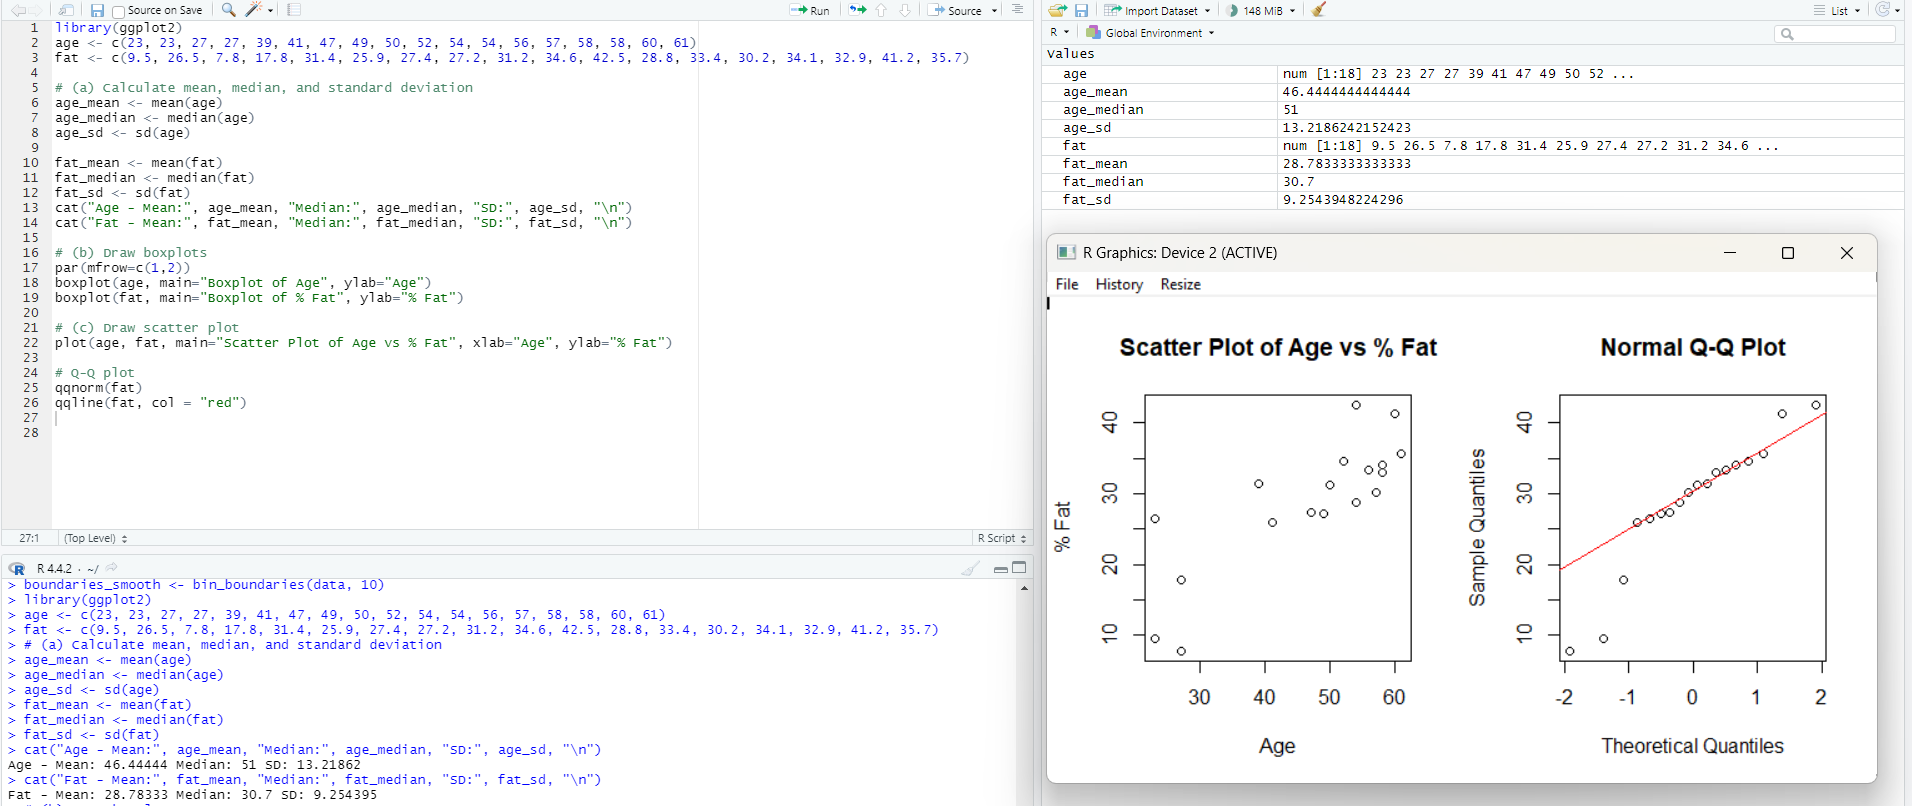 Source on Save
Run
Source
1 library(ggplot2)
2 age <- c(23, 23, 27, 27, 39, 41, 47, 49, 50, 52, 54, 54, 56, 57, 58, 58, 60, 61)
3 fat <- c(9.5, 26.5, 7.8, 17.8, 31.4, 25.9, 27.4, 27.2, 31.2, 34.6, 42.5, 28.8, 33.4, 30.2, 34.1, 32.9, 41.2, 35.7)
4
5 # (a) Calculate mean, median, and standard deviation
6 age_mean <- mean(age)
7 age_median <- median(age)
8 age_sd <- sd(age)
9
10 fat_mean <- mean(fat)
11 fat_median <- median(fat)
12 fat_sd <- sd(fat)
13 cat("Age - Mean:", age_mean, "Median:", age_median, "SD:", age_sd, "\n")
14 cat("Fat - Mean:", fat_mean, "Median:", fat_median, "SD:", fat_sd, "\n")
15
16 # (b) Draw boxplots
17 par(mfrow=c(1,2))
18 boxplot(age, main="Boxplot of Age", ylab="Age")
19 boxplot(fat, main="Boxplot of % Fat", ylab="% Fat")
20
21 # (c) Draw scatter plot
22 plot(age, fat, main="Scatter Plot of Age vs % Fat", xlab="Age", ylab="% Fat")
23
24 # Q-Q plot
25 qqnorm(fat)
26 qqline(fat, col = "red")
27
28
27:1 (Top Level) R Script
R R 4.4.2 · ~/
> boundaries_smooth <- bin_boundaries(data, 10)
> library(ggplot2)
> age <- c(23, 23, 27, 27, 39, 41, 47, 49, 50, 52, 54, 54, 56, 57, 58, 58, 60, 61)
> fat <- c(9.5, 26.5, 7.8, 17.8, 31.4, 25.9, 27.4, 27.2, 31.2, 34.6, 42.5, 28.8, 33.4, 30.2, 34.1, 32.9, 41.2, 35.7)
> # (a) Calculate mean, median, and standard deviation
> age_mean <- mean(age)
> age_median <- median(age)
> age_sd <- sd(age)
> fat_mean <- mean(fat)
> fat_median <- median(fat)
> fat_sd <- sd(fat)
> cat("Age - Mean:", age_mean, "Median:", age_median, "SD:", age_sd, "\n")
Age - Mean: 46.44444 Median: 51 SD: 13.21862
> cat("Fat - Mean:", fat_mean, "Median:", fat_median, "SD:", fat_sd, "\n")
Fat - Mean: 28.78333 Median: 30.7 SD: 9.254395
Import Dataset 148 MiB List
R Global Environment
Values
age num [1:18] 23 23 27 27 39 41 47 49 50 52 ...
age_mean 46.4444444444444
age_median 51
age_sd 13.2186242152423
fat num [1:18] 9.5 26.5 7.8 17.8 31.4 25.9 27.4 27.2 31.2 34.6 ...
fat_mean 28.7833333333333
fat_median 30.7
fat_sd 9.2543948224296
R Graphics: Device 2 (ACTIVE)
File History Resize
Scatter Plot of Age vs % Fat
% Fat
40
30
20
10
30 40 50 60
Age
Normal Q-Q Plot
Sample Quantiles
40
30
20
10
-2 -1 0 1 2
Theoretical Quantiles